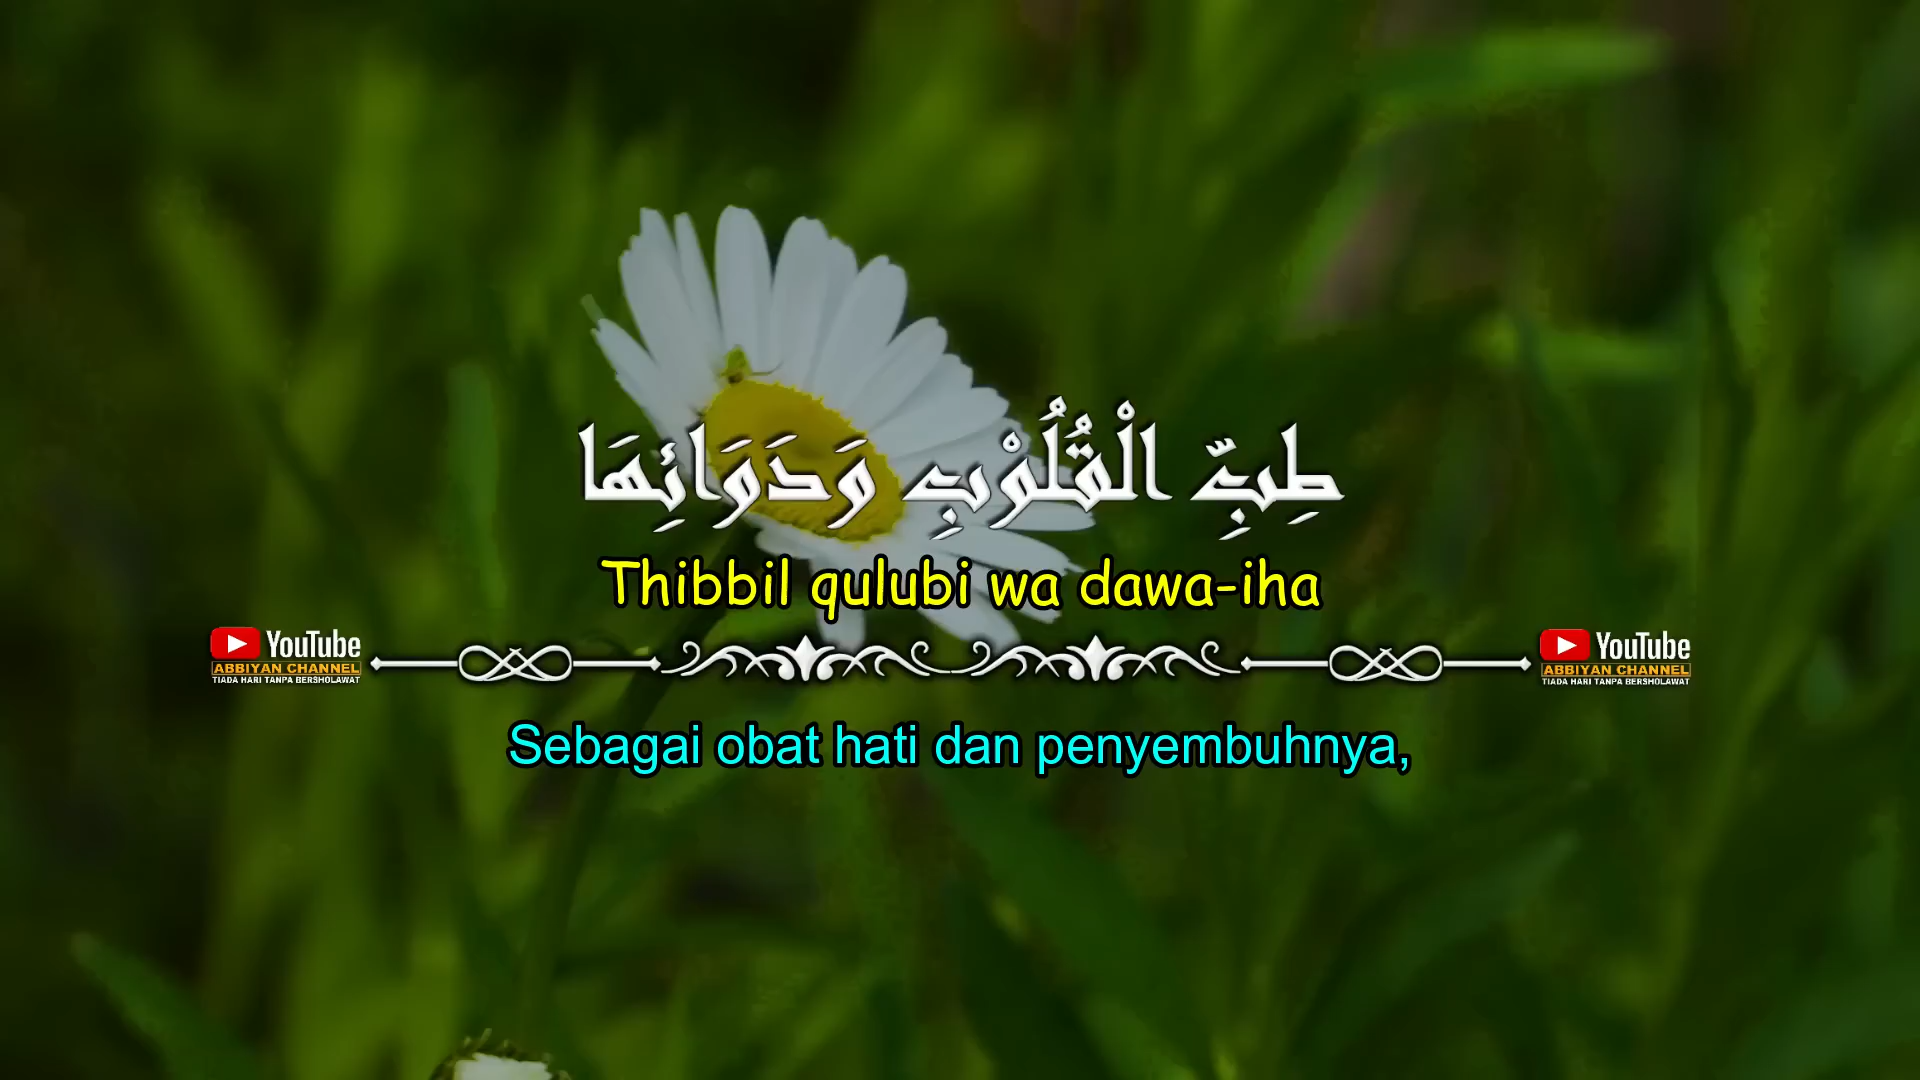 طِبِّ الْقُلُوْبِ وَدَوَائِهَا
Thibbil qulubi wa dawa-iha
YouTube
ABBIYAN CHANNEL
TIADA HARI TANPA BERSHOLAWAT
YouTube
ABBIYAN CHANNEL
TIADA HARI TANPA BERSHOLAWAT
Sebagai obat hati dan penyembuhnya,